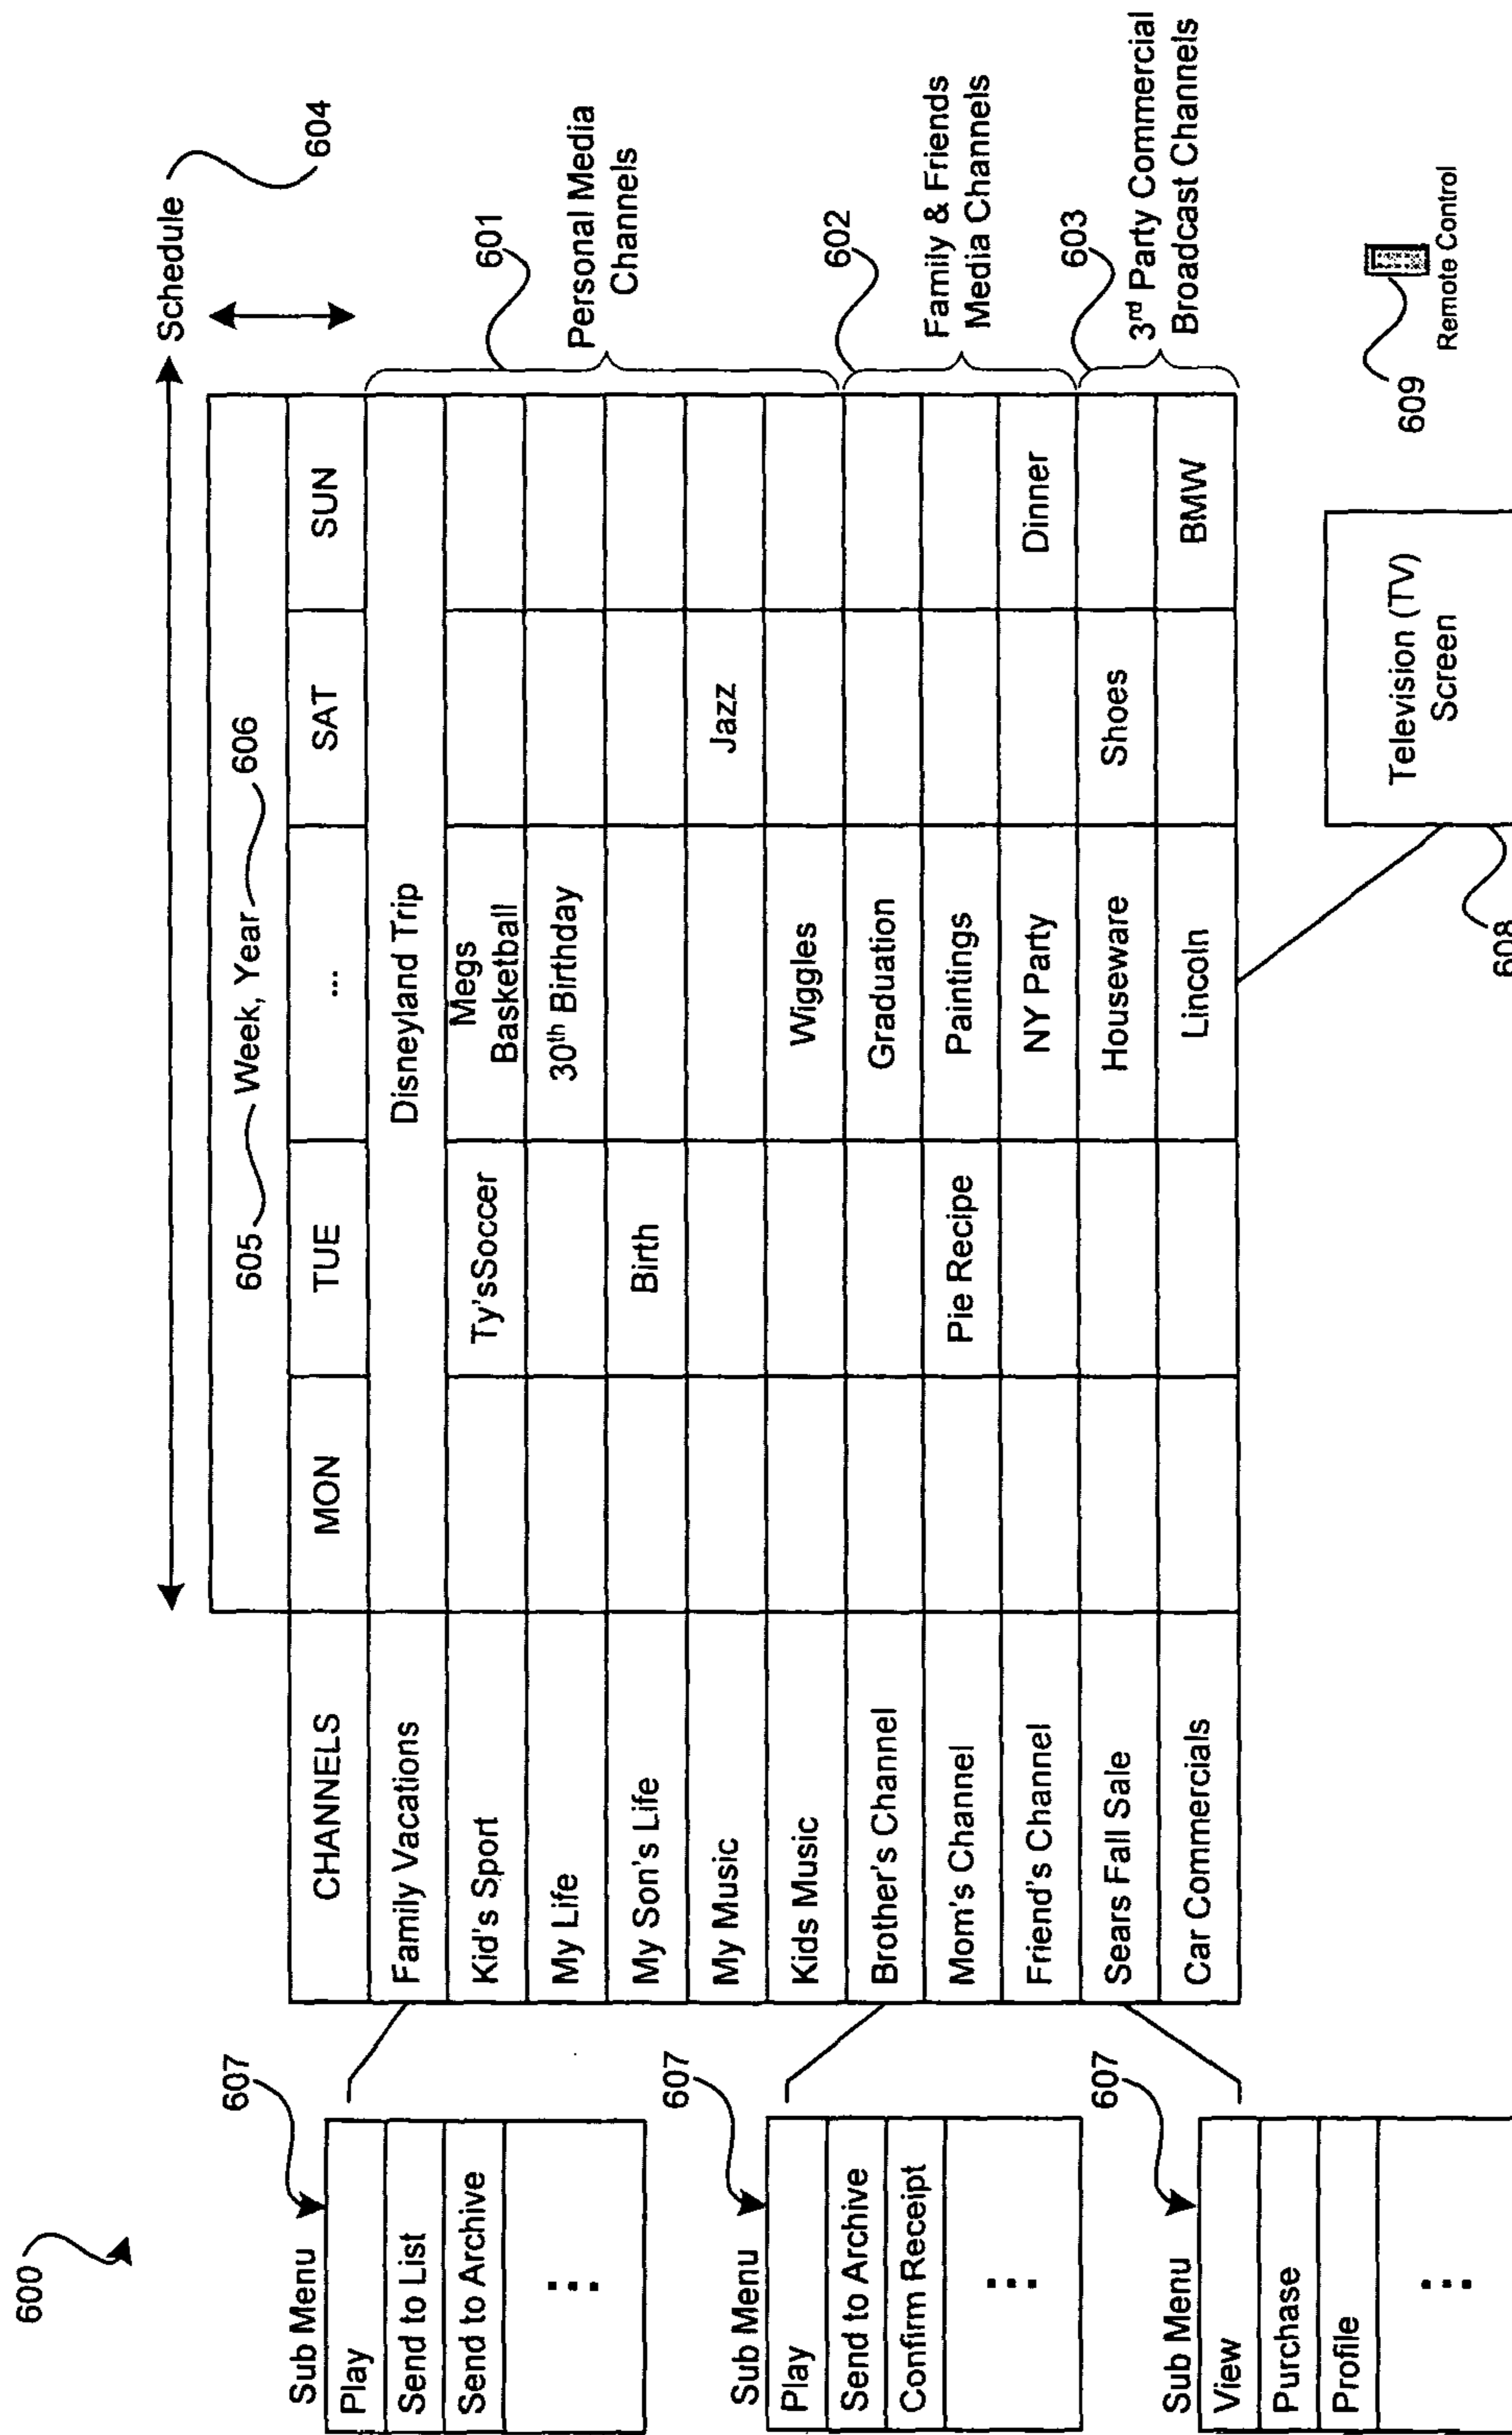 600
Schedule
604
605 Week, Year 606
CHANNELS MON TUE ... SAT SUN
Family Vacations Disneyland Trip
Kid's Sport Ty'sSoccer Megs
Basketball
My Life 30th Birthday
My Son's Life Birth
My Music Jazz
Kids Music Wiggles
Brother's Channel Graduation
Mom's Channel Pie Recipe Paintings
Friend's Channel NY Party Dinner
Sears Fall Sale Houseware Shoes
Car Commercials Lincoln BMW
601
Personal Media
Channels
602
Family & Friends
Media Channels
603
3rd Party Commercial
Broadcast Channels
607
Sub Menu
Play
Send to List
Send to Archive
...
607
Sub Menu
Play
Send to Archive
Confirm Receipt
...
607
Sub Menu
View
Purchase
Profile
...
Television (TV)
Screen
608
609
Remote Control